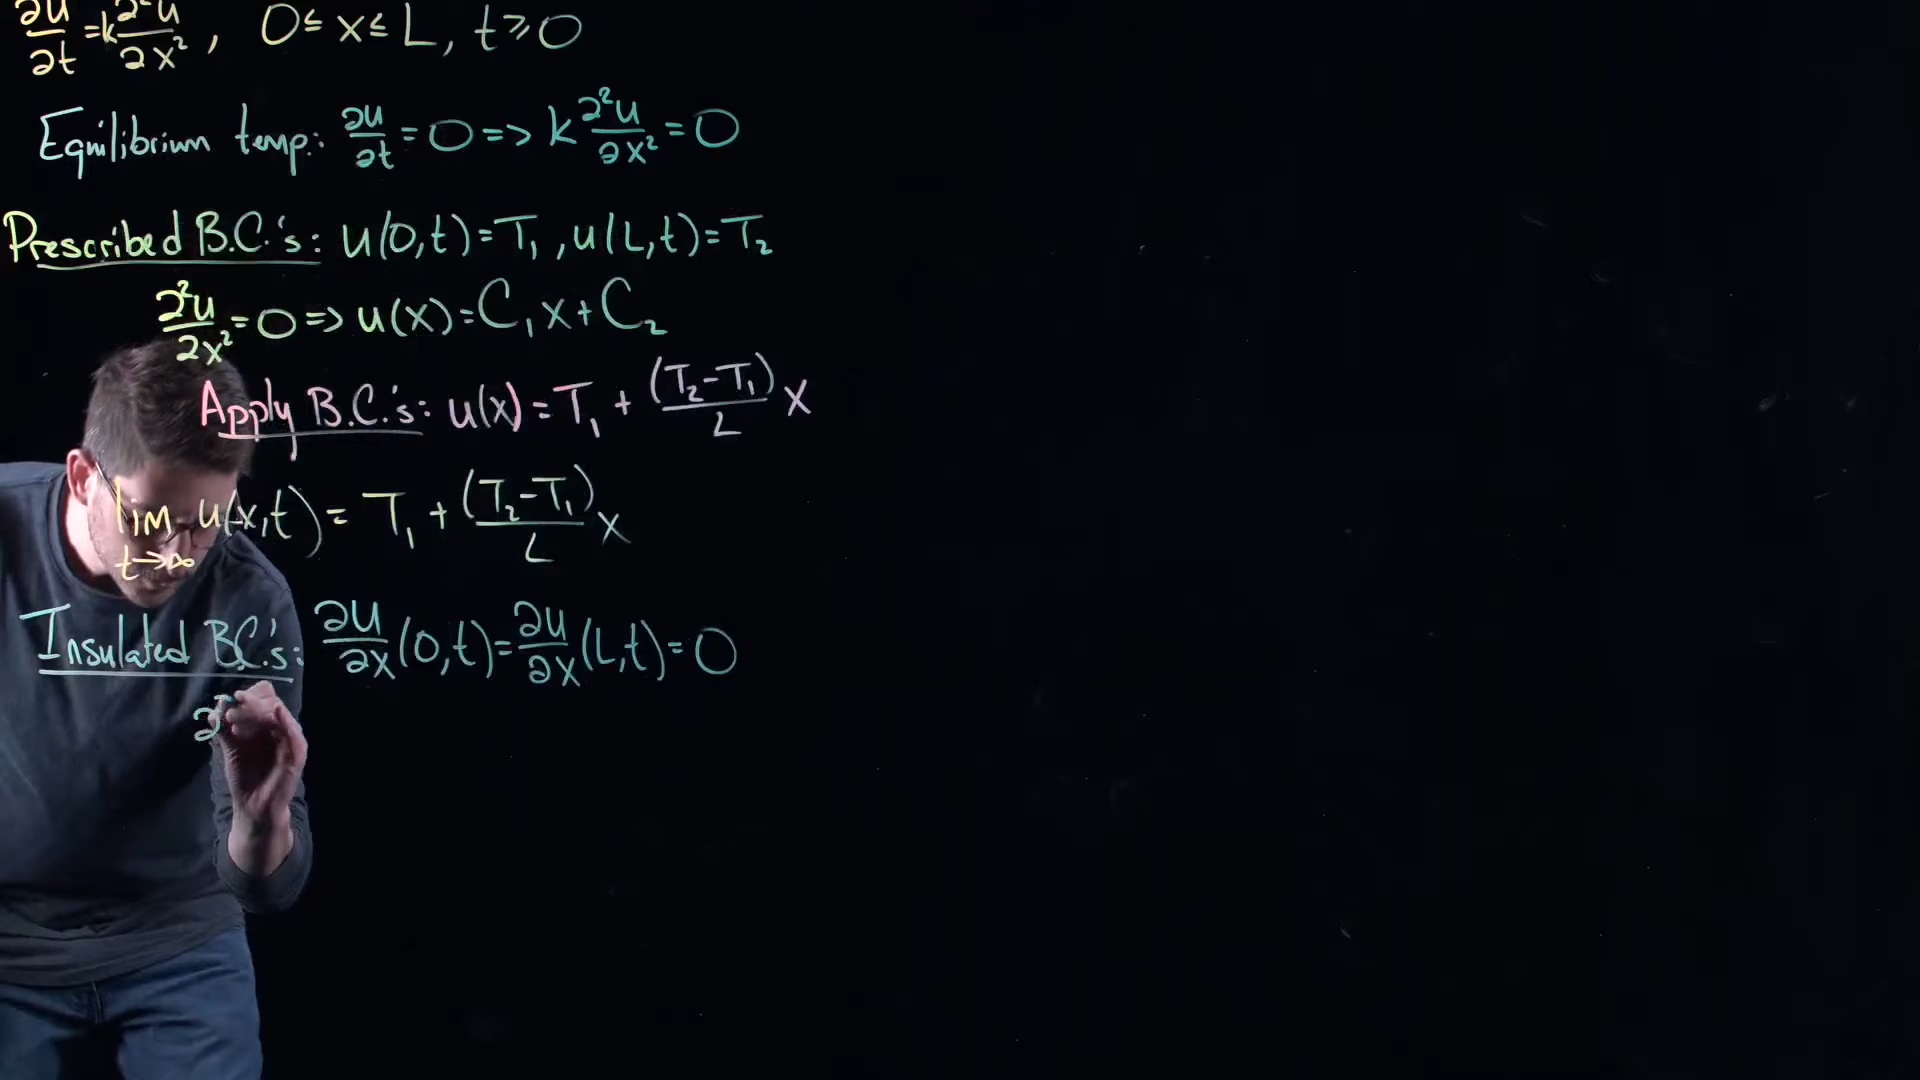 ∂u/∂t = k ∂²u/∂x² , 0 ≤ x ≤ L, t ≥ 0
Equilibrium temp.: ∂u/∂t = 0 => k ∂²u/∂x² = 0
Prescribed B.C.'s: u(0,t) = T₁ , u(L,t) = T₂
∂²u/∂x² = 0 => u(x) = C₁x + C₂
Apply B.C.'s: u(x) = T₁ + (T₂-T₁)/L x
lim t→∞ u(x,t) = T₁ + (T₂-T₁)/L x
Insulated B.C.'s: ∂u/∂x (0,t) = ∂u/∂x (L,t) = 0